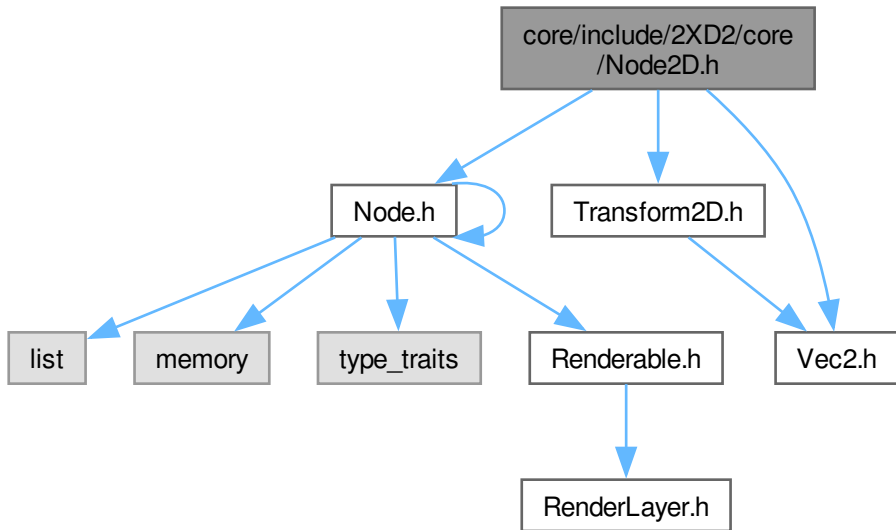 core/include/2XD2/core
/Node2D.h
Node.h
Transform2D.h
list
memory
type_traits
Renderable.h
Vec2.h
RenderLayer.h